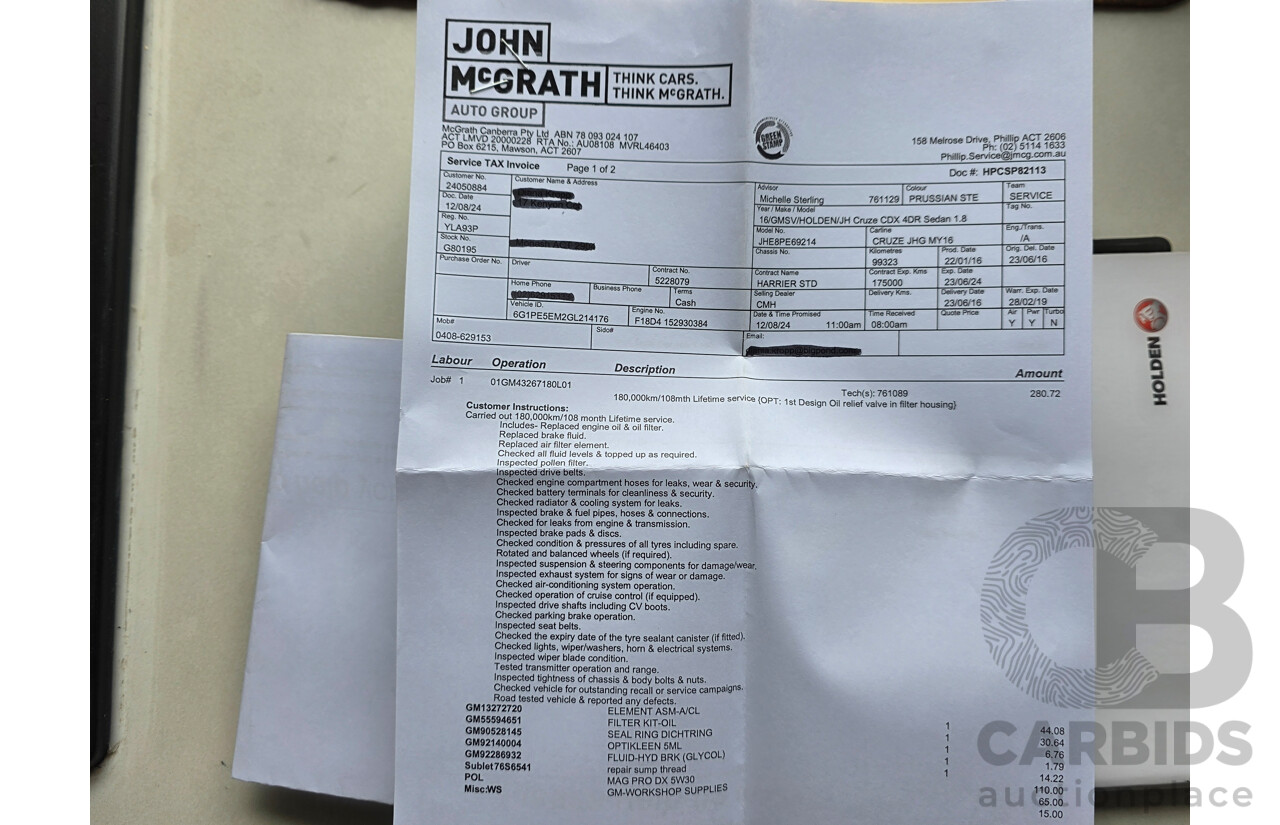 JOHN
McGRATH
THINK CARS.
THINK McGRATH.
AUTO GROUP
McGrath Canberra Pty Ltd ABN 78 093 024 107
ACT LMVD 20000228 RTA No.: AU08108 MVRL46403
PO Box 6215, Mawson, ACT 2607
GREEN STAMP
158 Melrose Drive, Phillip ACT 2606
Ph: (02) 5114 1633
Phillip.Service@jmcg.com.au
Service TAX Invoice Page 1 of 2 Doc #: HPCSP82113
Customer No. Customer Name & Address
24050884
Doc. Date
12/08/24
Reg. No.
YLA93P
Stock No.
G80195
Purchase Order No. Driver
Contract No.
5228079
Home Phone Business Phone Terms
Cash
Vehicle ID. Engine No.
6G1PE5EM2GL214176 F18D4 152930384
Mob# Sido#
0408-629153
Advisor Colour Team
Michelle Sterling 761129 PRUSSIAN STE SERVICE
Year / Make / Model Tag No.
16/GMSV/HOLDEN/JH Cruze CDX 4DR Sedan 1.8
Model No. Carline Eng./Trans.
JHE8PE69214 CRUZE JHG MY16 /A
Chassis No. Kilometres Prod. Date Orig. Del. Date
99323 22/01/16 23/06/16
Contract Name Contract Exp. Kms Exp. Date
HARRIER STD 175000 23/06/24
Selling Dealer Delivery Kms. Delivery Date Warr. Exp. Date
CMH 23/06/16 28/02/19
Date & Time Promised Time Received Quote Price Air Pwr Turbo
12/08/24 11:00am 08:00am Y Y N
Email:
Labour Operation Description Amount
Job# 1 01GM43267180L01 Tech(s): 761089 280.72
180,000km/108mth Lifetime service {OPT: 1st Design Oil relief valve in filter housing}
Customer Instructions:
Carried out 180,000km/108 month Lifetime service.
Includes- Replaced engine oil & oil filter.
Replaced brake fluid.
Replaced air filter element.
Checked all fluid levels & topped up as required.
Inspected pollen filter.
Inspected drive belts.
Checked engine compartment hoses for leaks, wear & security.
Checked battery terminals for cleanliness & security.
Checked radiator & cooling system for leaks.
Inspected brake & fuel pipes, hoses & connections.
Checked for leaks from engine & transmission.
Inspected brake pads & discs.
Checked condition & pressures of all tyres including spare.
Rotated and balanced wheels (if required).
Inspected suspension & steering components for damage/wear.
Inspected exhaust system for signs of wear or damage.
Checked air-conditioning system operation.
Checked operation of cruise control (if equipped).
Inspected drive shafts including CV boots.
Checked parking brake operation.
Inspected seat belts.
Checked the expiry date of the tyre sealant canister (if fitted).
Checked lights, wiper/washers, horn & electrical systems.
Inspected wiper blade condition.
Tested transmitter operation and range.
Inspected tightness of chassis & body bolts & nuts.
Checked vehicle for outstanding recall or service campaigns.
Road tested vehicle & reported any defects.
GM13272720 ELEMENT ASM-A/CL 1 44.08
GM55594651 FILTER KIT-OIL 1 30.64
GM90528145 SEAL RING DICHTRING 1 6.76
GM92140004 OPTIKLEEN 5ML 1 1.79
GM92286932 FLUID-HYD BRK (GLYCOL) 1 14.22
Sublet76S6541 repair sump thread 110.00
POL MAG PRO DX 5W30 65.00
Misc:WS GM-WORKSHOP SUPPLIES 15.00
HOLDEN
CB
CARBIDS
auctionplace